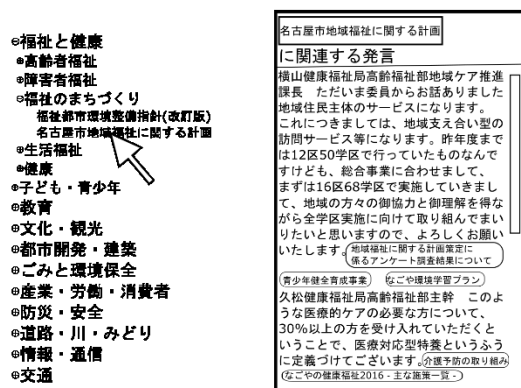 福祉と健康
高齢者福祉
障害者福祉
福祉のまちづくり
福祉都市環境整備指針(改訂版)
名古屋市地域福祉に関する計画
生活福祉
健康
子ども・青少年
教育
文化・観光
都市開発・建築
ごみと環境保全
産業・労働・消費者
防災・安全
道路・川・みどり
情報・通信
交通
名古屋市地域福祉に関する計画
に関連する発言
横山健康福祉局高齢福祉部地域ケア推進
課長 ただいま委員からお話ありました
地域住民主体のサービスになります。
これにつきましては、地域支え合い型の
訪問サービス等になります。昨年度まで
は12区50学区で行っていたものなんで
すけども、総合事業に合わせまして、
まずは16区68学区で実施していきまし
て、地域の方々の御協力と御理解を得な
がら全学区実施に向けて取り組んでまい
りたいと思いますので、よろしくお願い
いたします。
地域福祉に関する計画策定に
係るアンケート調査結果について
青少年健全育成事業 なごや環境学習プラン
久松健康福祉局高齢福祉部主幹 このよ
うな医療的ケアの必要な方について、
30%以上の方を受け入れていただくと
いうことで、医療対応型特養というふう
に定義づけてございます。 介護予防の取り組み
なごやの健康福祉2016 - 主な施策一覧 -